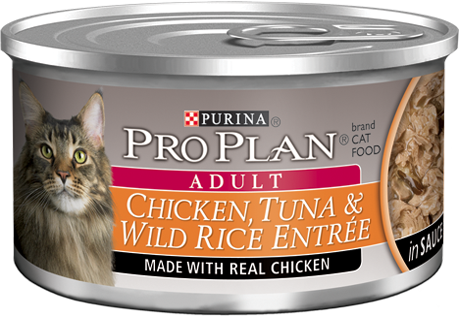 PURINA®
PRO PLAN® brand CAT FOOD
ADULT
CHICKEN, TUNA &
WILD RICE ENTRÉE
MADE WITH REAL CHICKEN
in SAUCE